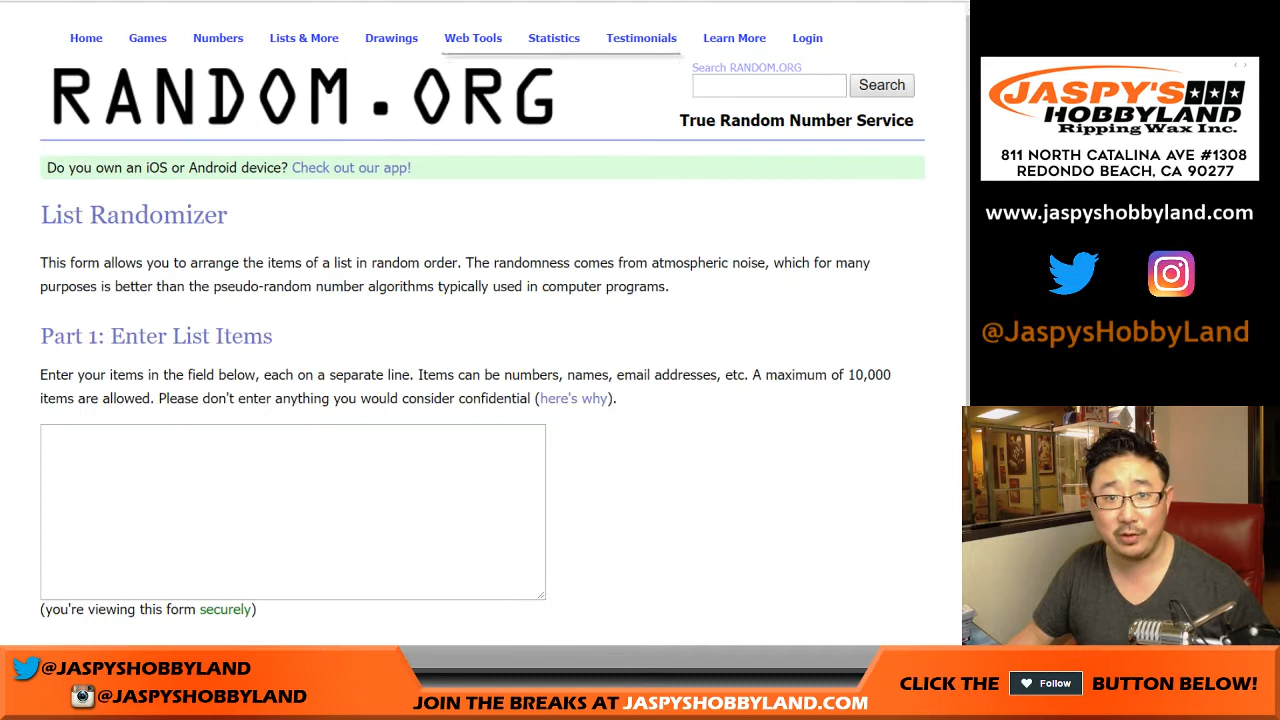 Home Games Numbers Lists & More Drawings Web Tools Statistics Testimonials Learn More Login
RANDOM.ORG
Search RANDOM.ORG
Search
True Random Number Service
Do you own an iOS or Android device? Check out our app!
List Randomizer
This form allows you to arrange the items of a list in random order. The randomness comes from atmospheric noise, which for many
purposes is better than the pseudo-random number algorithms typically used in computer programs.
Part 1: Enter List Items
Enter your items in the field below, each on a separate line. Items can be numbers, names, email addresses, etc. A maximum of 10,000
items are allowed. Please don't enter anything you would consider confidential (here's why).
(you're viewing this form securely)
JASPY'S
HOBBYLAND
Ripping Wax Inc.
811 NORTH CATALINA AVE #1308
REDONDO BEACH, CA 90277
www.jaspyshobbyland.com
@JaspysHobbyLand
@JASPYSHOBBYLAND
@JASPYSHOBBYLAND
JOIN THE BREAKS AT JASPYSHOBBYLAND.COM
CLICK THE Follow BUTTON BELOW!